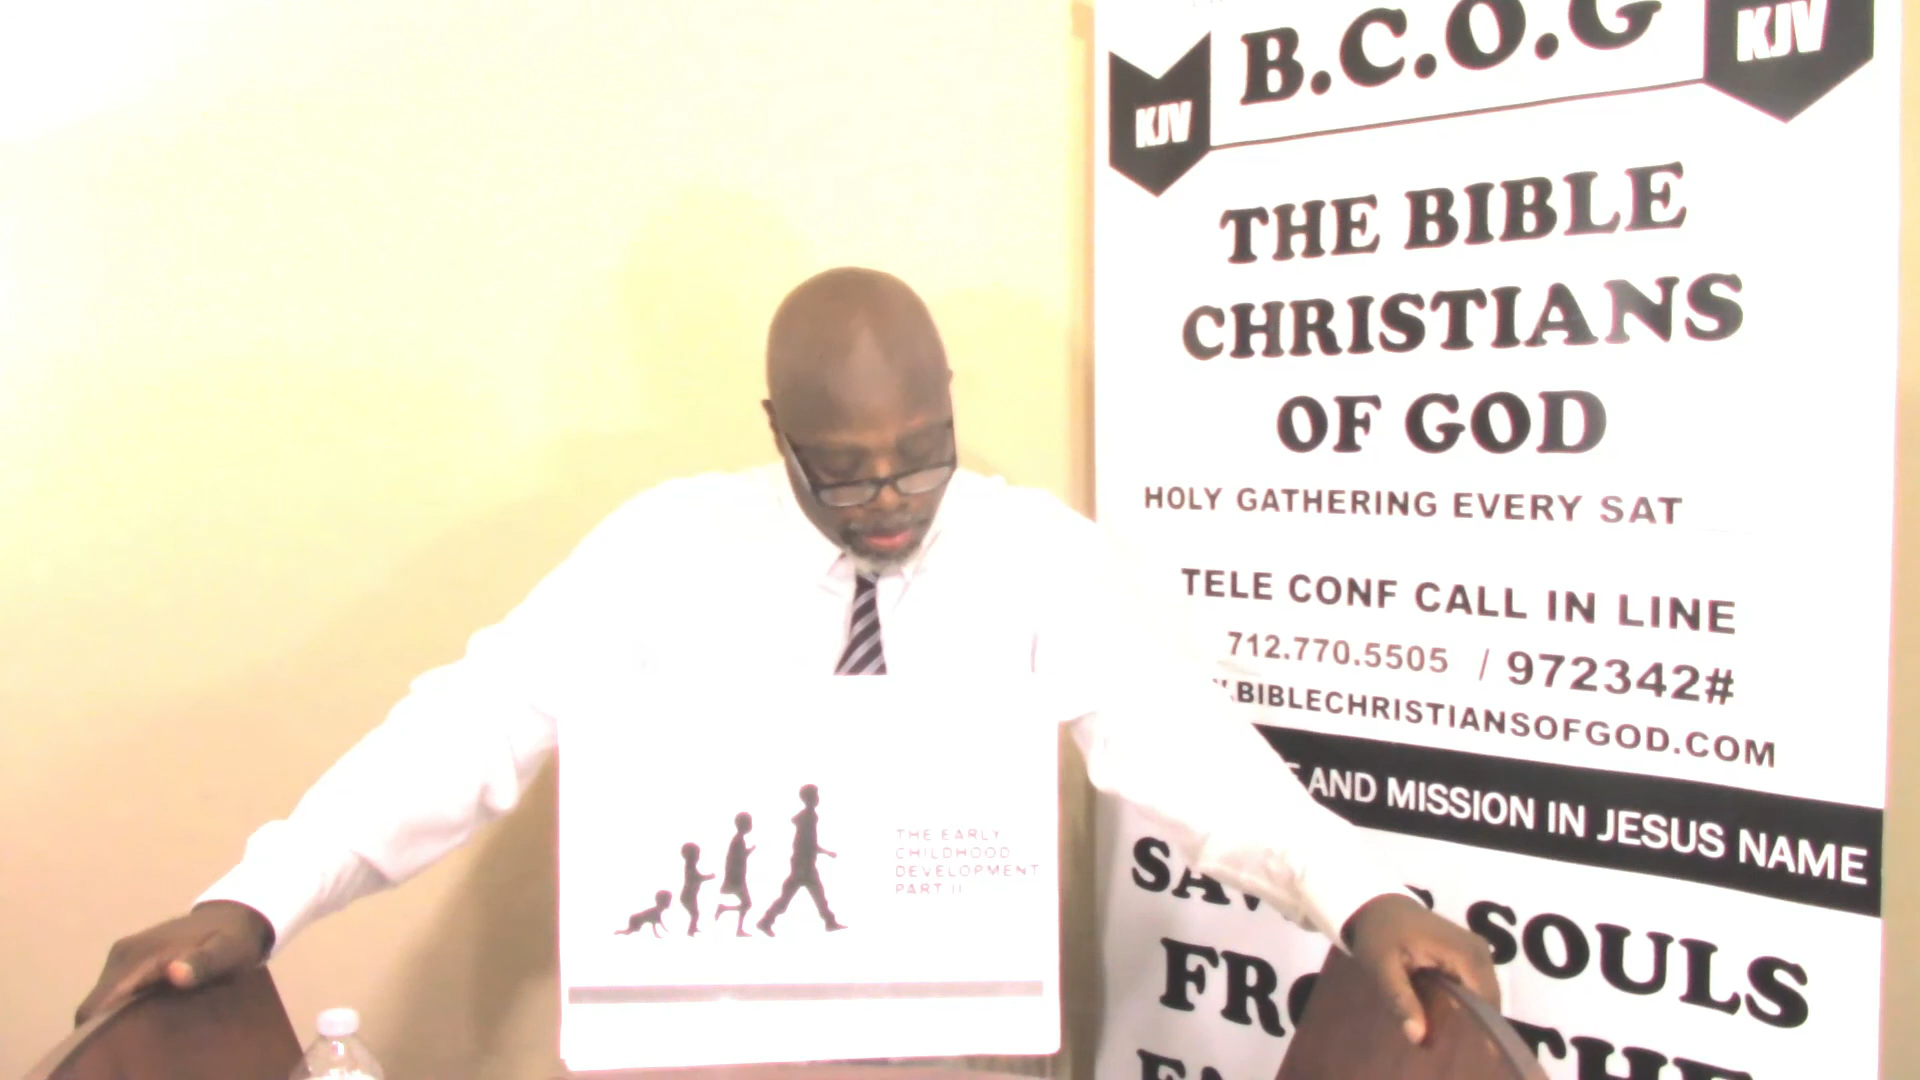 B.C.O.G
KJV
KJV
THE BIBLE
CHRISTIANS
OF GOD
HOLY GATHERING EVERY SAT
TELE CONF CALL IN LINE
712.770.5505 / 972342#
.BIBLECHRISTIANSOFGOD.COM
AND MISSION IN JESUS NAME
SOULS
THE EARLY
CHILDHOOD
DEVELOPMENT
PART II